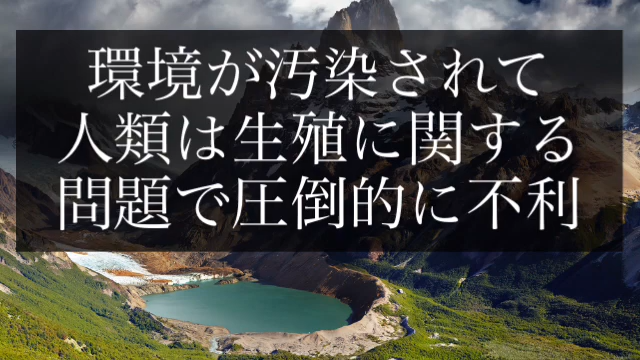 環境が汚染されて
人類は生殖に関する
問題で圧倒的に不利